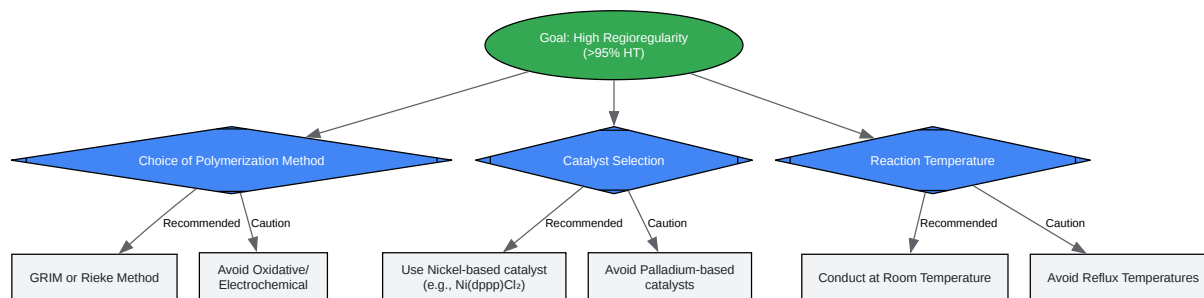 Goal: High Regioregularity
(>95% HT)
Choice of Polymerization Method
Catalyst Selection
Reaction Temperature
Recommended
Caution
Recommended
Caution
Recommended
Caution
GRIM or Rieke Method
Avoid Oxidative/
Electrochemical
Use Nickel-based catalyst
(e.g., Ni(dppp)Cl₂)
Avoid Palladium-based
catalysts
Conduct at Room Temperature
Avoid Reflux Temperatures